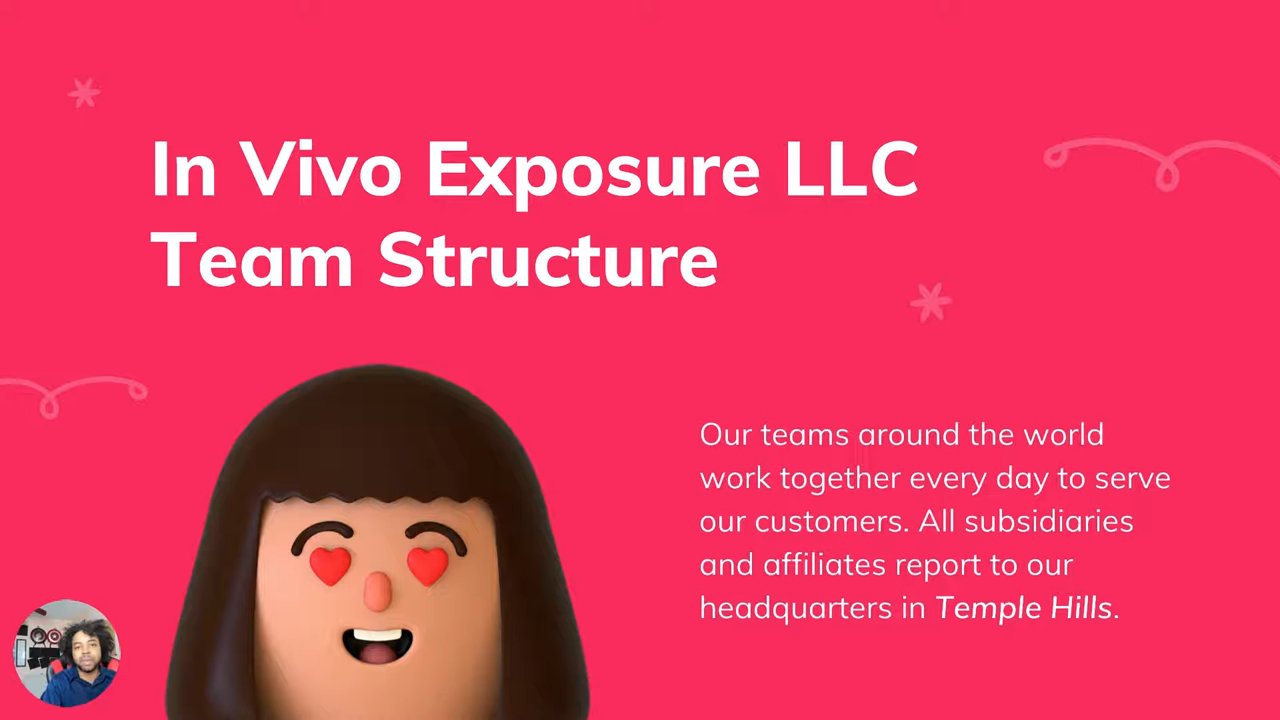 In Vivo Exposure LLC
Team Structure
Our teams around the world
work together every day to serve
our customers. All subsidiaries
and affiliates report to our
headquarters in Temple Hills.